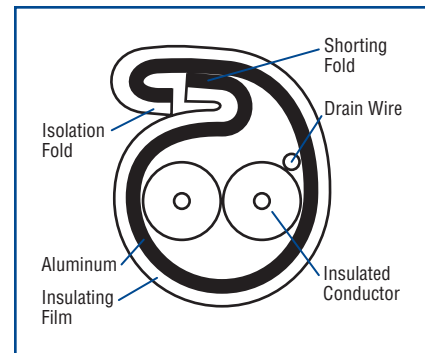 Shorting
Fold
Drain Wire
Isolation
Fold
Aluminum
Insulating
Film
Insulated
Conductor